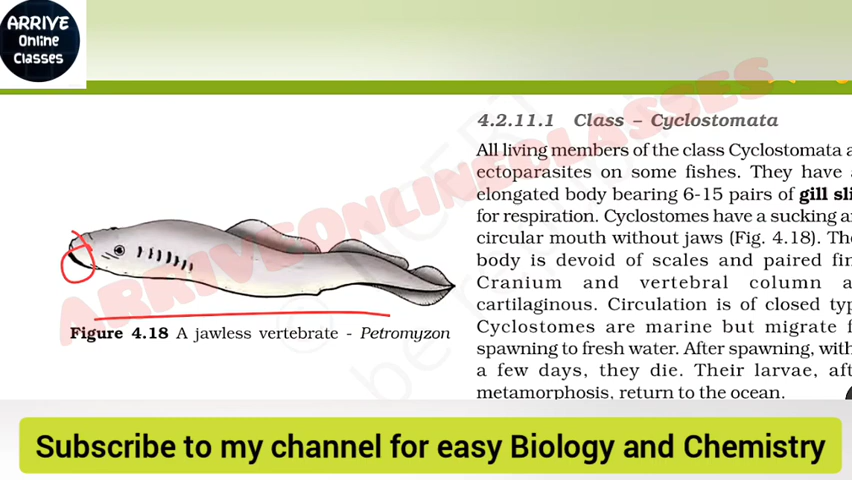 ARRIVE
Online
Classes
ARRIVEONLINECLASSES
4.2.11.1 Class – Cyclostomata
All living members of the class Cyclostomata a
ectoparasites on some fishes. They have a
elongated body bearing 6-15 pairs of gill sli
for respiration. Cyclostomes have a sucking an
circular mouth without jaws (Fig. 4.18). The
body is devoid of scales and paired fin
Cranium and vertebral column a
cartilaginous. Circulation is of closed typ
Cyclostomes are marine but migrate f
spawning to fresh water. After spawning, with
a few days, they die. Their larvae, aft
metamorphosis, return to the ocean.
Figure 4.18 A jawless vertebrate - Petromyzon
Subscribe to my channel for easy Biology and Chemistry